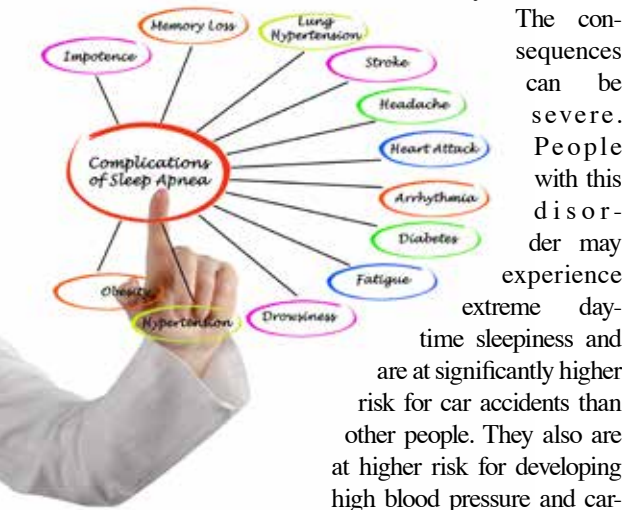 Memory Loss
Lung
Hypertension
Impotence
Stroke
Headache
Complications
of Sleep Apnea
Heart Attack
Arrhythmia
Diabetes
Fatigue
Obesity
Hypertension
Drowsiness
The con-
sequences
can be
severe.
People
with this
disor-
der may
experience
extreme day-
time sleepiness and
are at significantly higher
risk for car accidents than
other people. They also are
at higher risk for developing
high blood pressure and car-